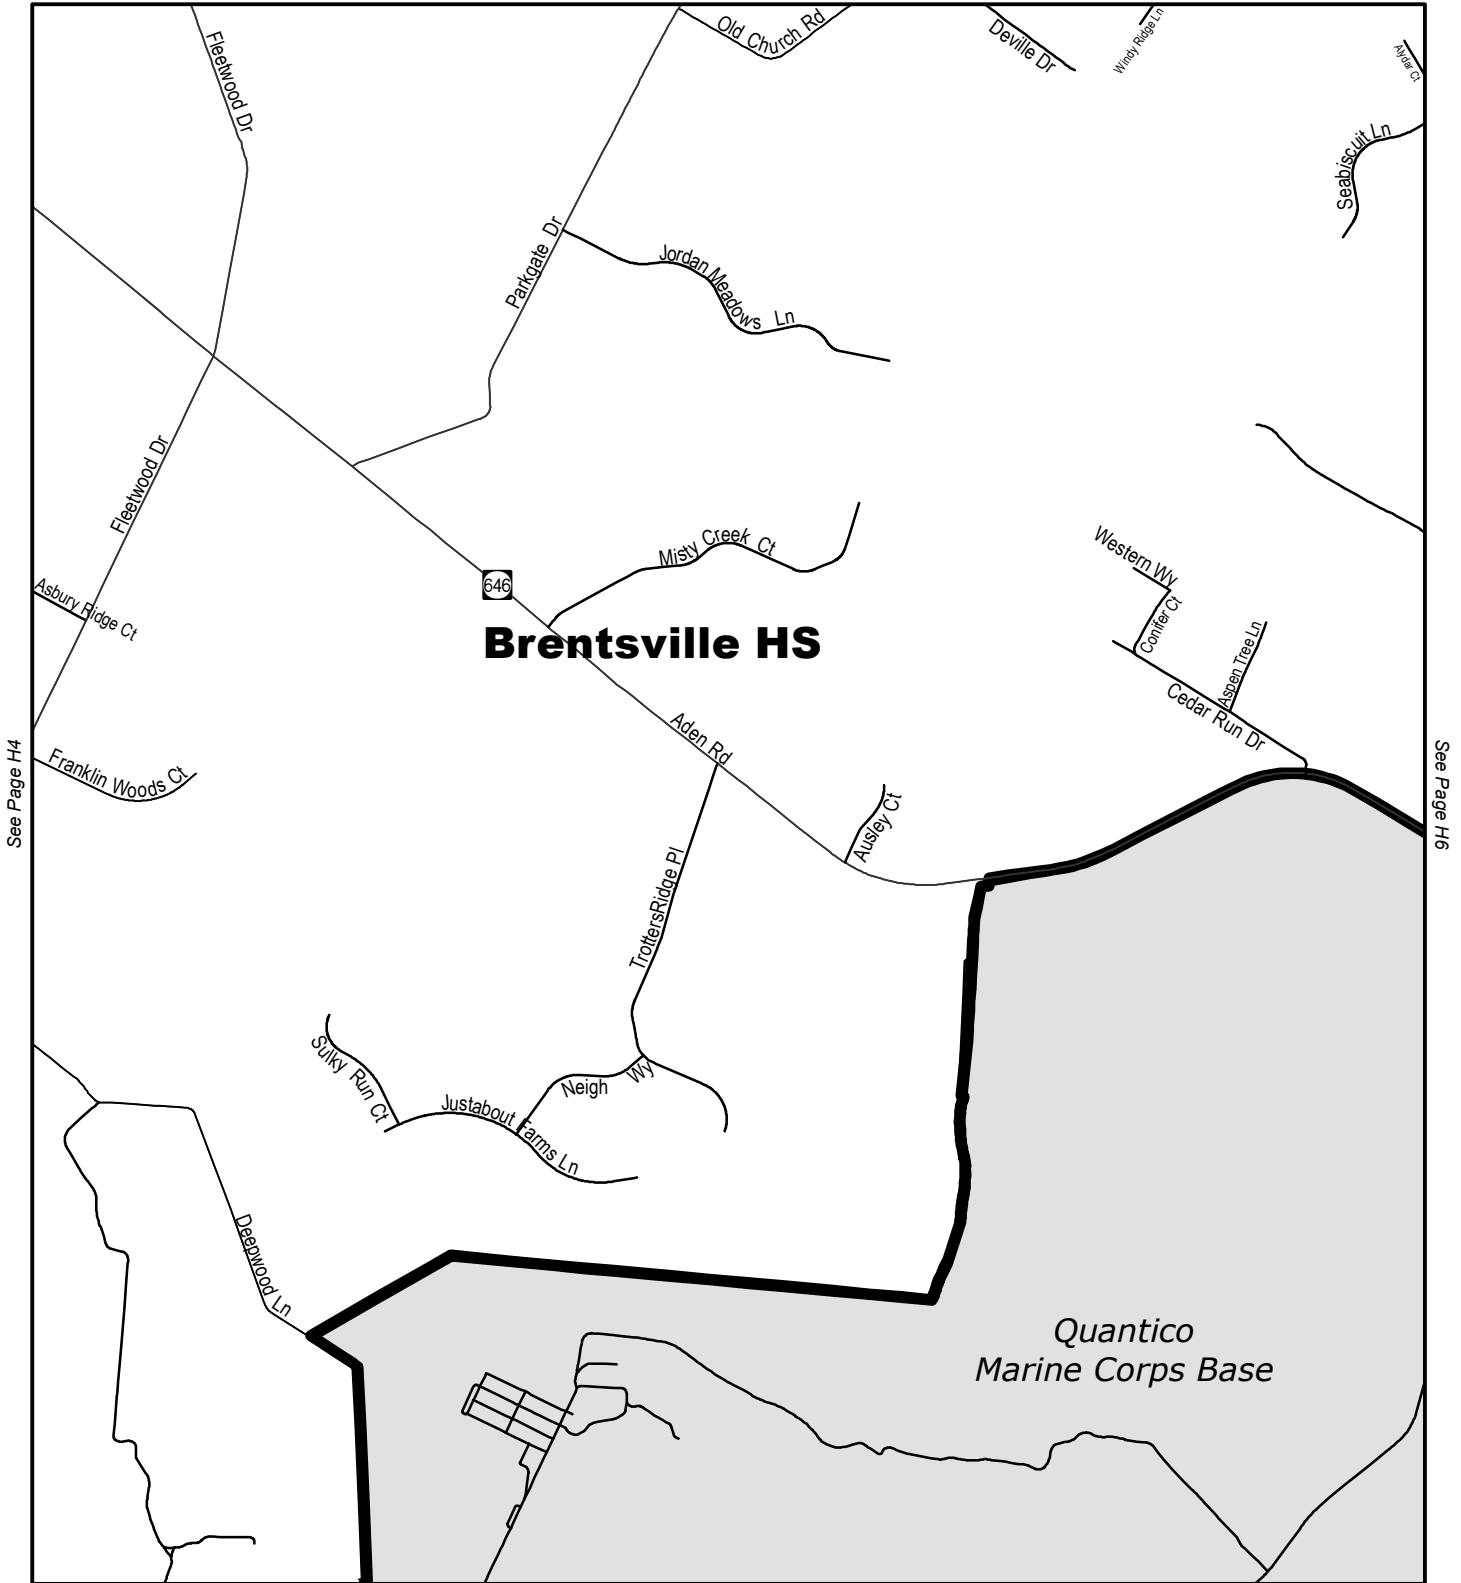 Old Church Rd
Deville Dr
Windy Ridge Ln
Alydar Ct
Fleetwood Dr
Seabiscuit Ln
Parkgate Dr
Jordan Meadows Ln
Fleetwood Dr
Misty Creek Ct
Western Wy
646
Asbury Ridge Ct
Conifer Ct
Brentsville HS
Aspen Tree Ln
Cedar Run Dr
Aden Rd
See Page H4
See Page H6
Franklin Woods Ct
Ausley Ct
TrottersRidge Pl
Sulky Run Ct
Neigh Wy
Justabout Farms Ln
Deepwood Ln
Quantico
Marine Corps Base